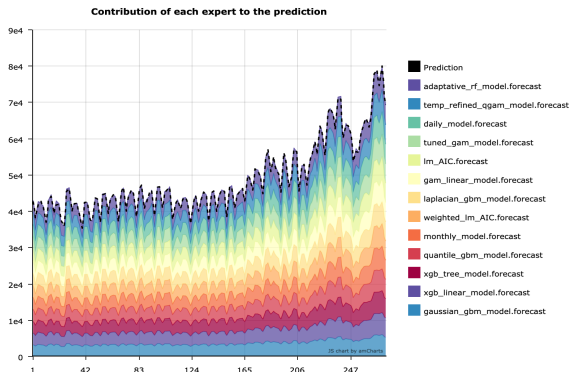 Contribution of each expert to the prediction
9e4
8e4
7e4
6e4
5e4
4e4
3e4
2e4
1e4
0
1 42 83 124 165 206 247
JS chart by amCharts
Prediction
adaptative_rf_model.forecast
temp_refined_qgam_model.forecast
daily_model.forecast
tuned_gam_model.forecast
lm_AIC.forecast
gam_linear_model.forecast
laplacian_gbm_model.forecast
weighted_lm_AIC.forecast
monthly_model.forecast
quantile_gbm_model.forecast
xgb_tree_model.forecast
xgb_linear_model.forecast
gaussian_gbm_model.forecast